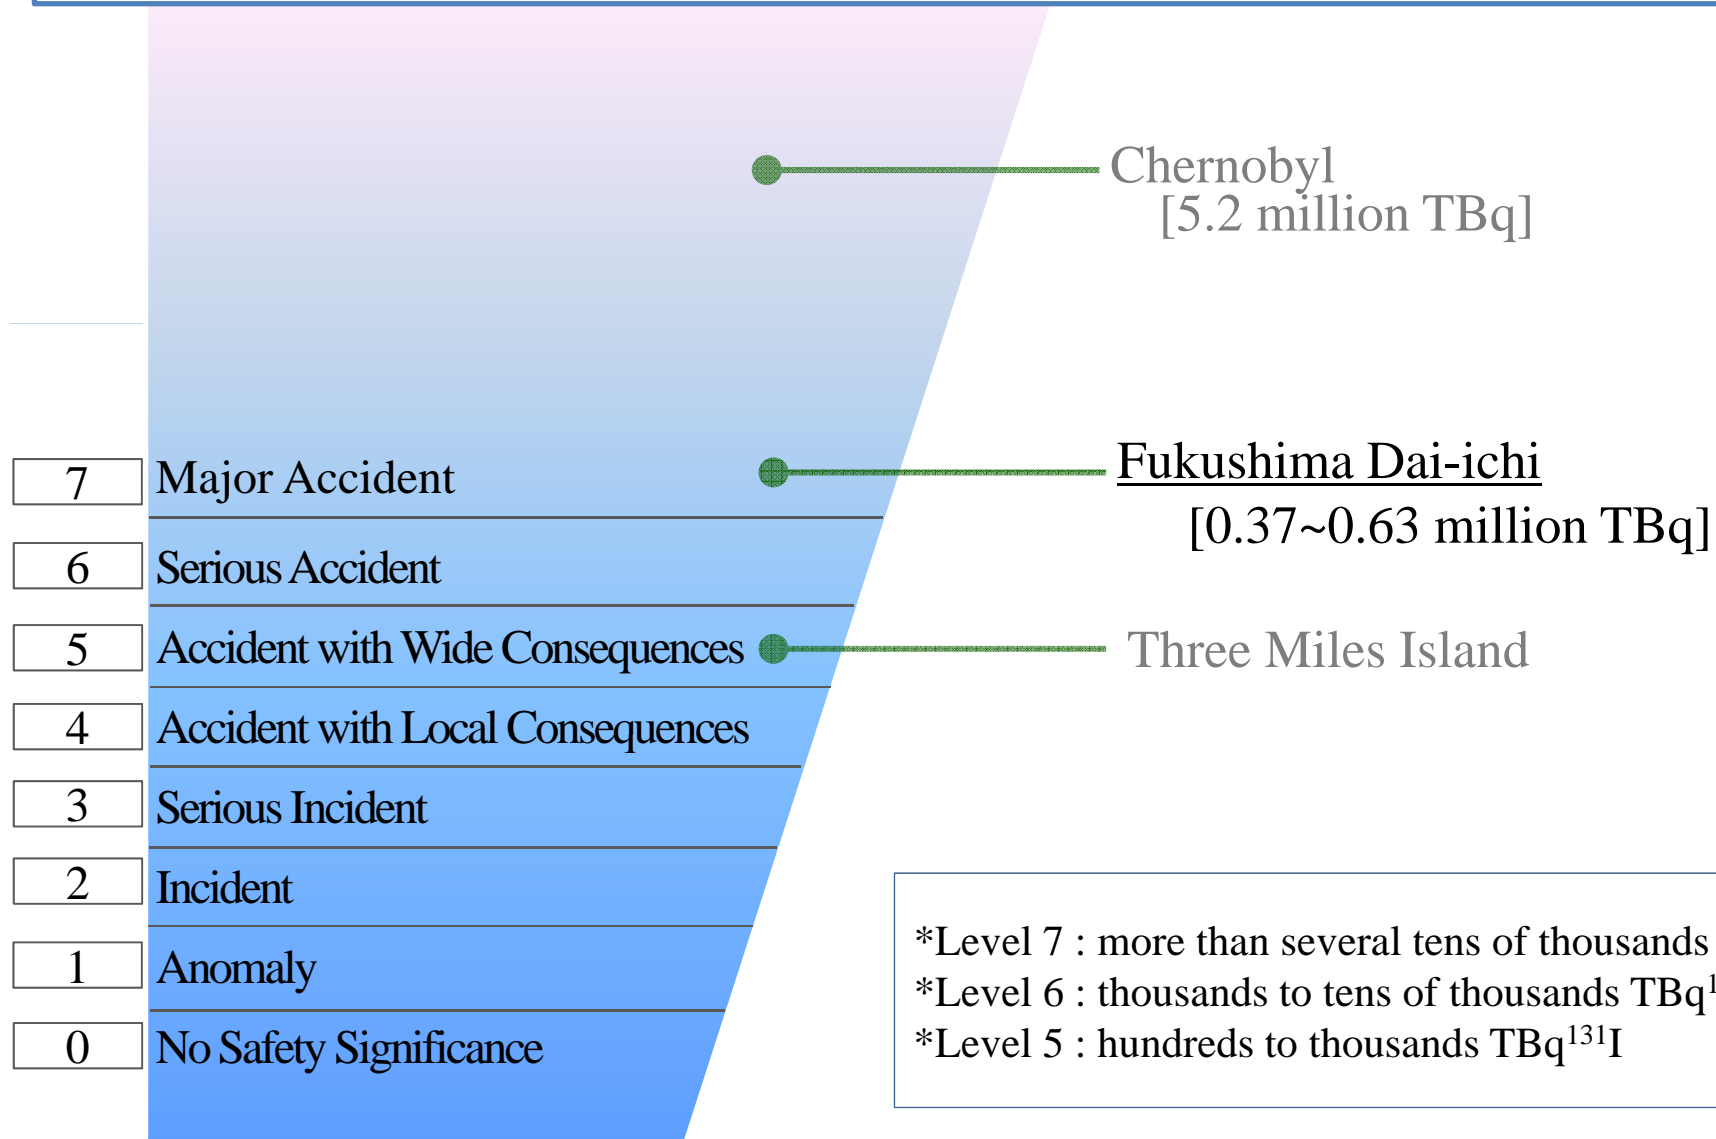 Chernobyl
[5.2 million TBq]
7 Major Accident
Fukushima Dai-ichi
[0.37~0.63 million TBq]
6 Serious Accident
5 Accident with Wide Consequences
Three Miles Island
4 Accident with Local Consequences
3 Serious Incident
2 Incident
1 Anomaly
0 No Safety Significance
*Level 7 : more than several tens of thousands
*Level 6 : thousands to tens of thousands TBq¹
*Level 5 : hundreds to thousands TBq¹³¹I